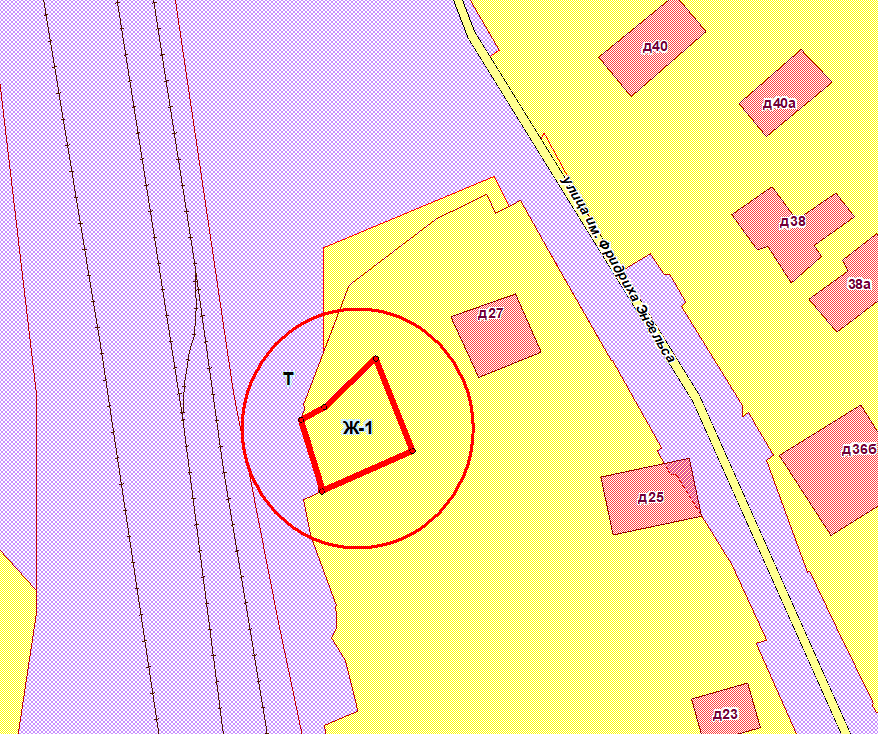 д40
д40а
улица им. Фридриха Энгельса
д38
38а
д27
Т
Ж-1
д36б
д25
д23